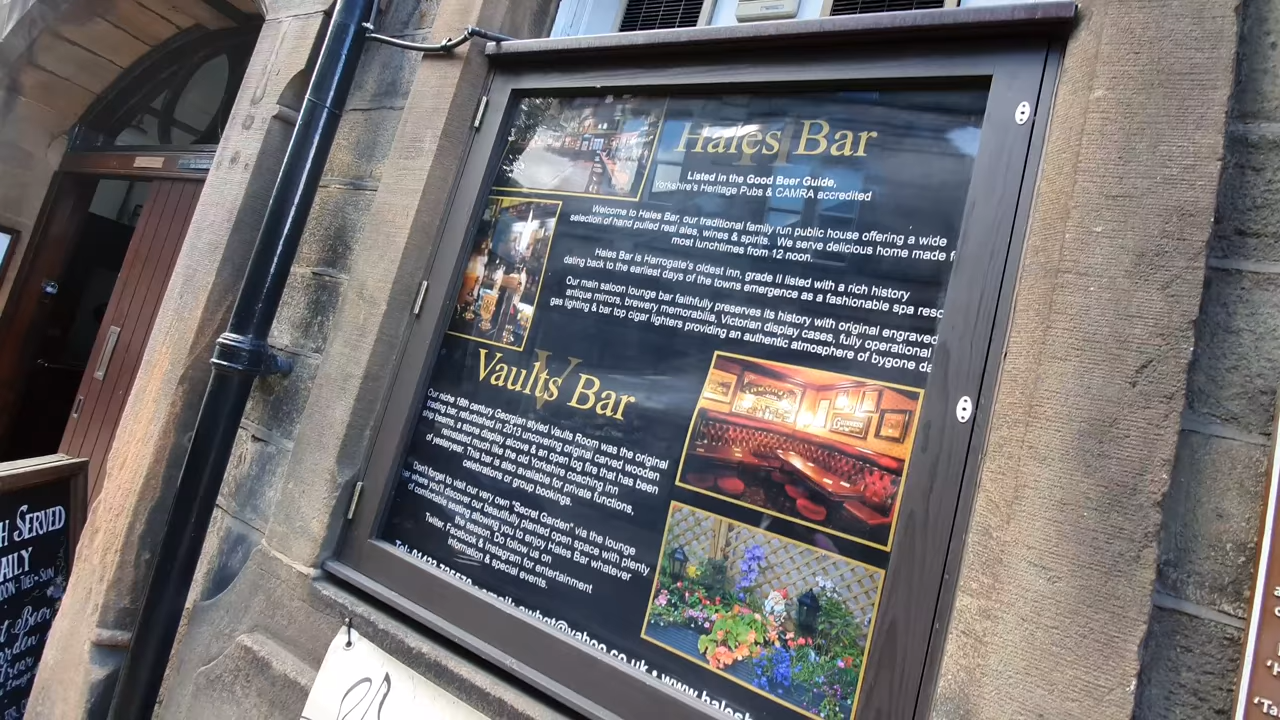 Hales Bar
Listed in the Good Beer Guide,
Yorkshire's Heritage Pubs & CAMRA accredited
Welcome to Hales Bar, our traditional family run public house offering a wide
selection of hand pulled real ales, wines & spirits. We serve delicious home made
most lunchtimes from 12 noon.
Hales Bar is Harrogate's oldest inn, grade II listed with a rich history
dating back to the earliest days of the towns emergence as a fashionable spa
Our main saloon lounge bar faithfully preserves its history with original engraved
antique mirrors, brewery memorabilia, Victorian display cases, fully operational
gas lighting & bar top cigar lighters providing an authentic atmosphere of bygone
Vaults Bar
Our niche 18th century Georgian styled Vaults Room was the original
trading bar, refurbished in 2013 uncovering original carved wooden
ship beams, a stone display alcove & an open log fire that has been
reinstated much like the old Yorkshire coaching inn
of yesteryear. This bar is also available for private functions,
celebrations or group bookings.
Don't forget to visit our very own "Secret Garden" via the lounge
where you'll discover our beautifully planted open space with plenty
of comfortable seating allowing you to enjoy Hales Bar whatever
the season. Do follow us on
Twitter, Facebook & Instagram for entertainment
information & special events.
Tel: 01423
GUINNESS
SERVED
TUES - SUN
Beer